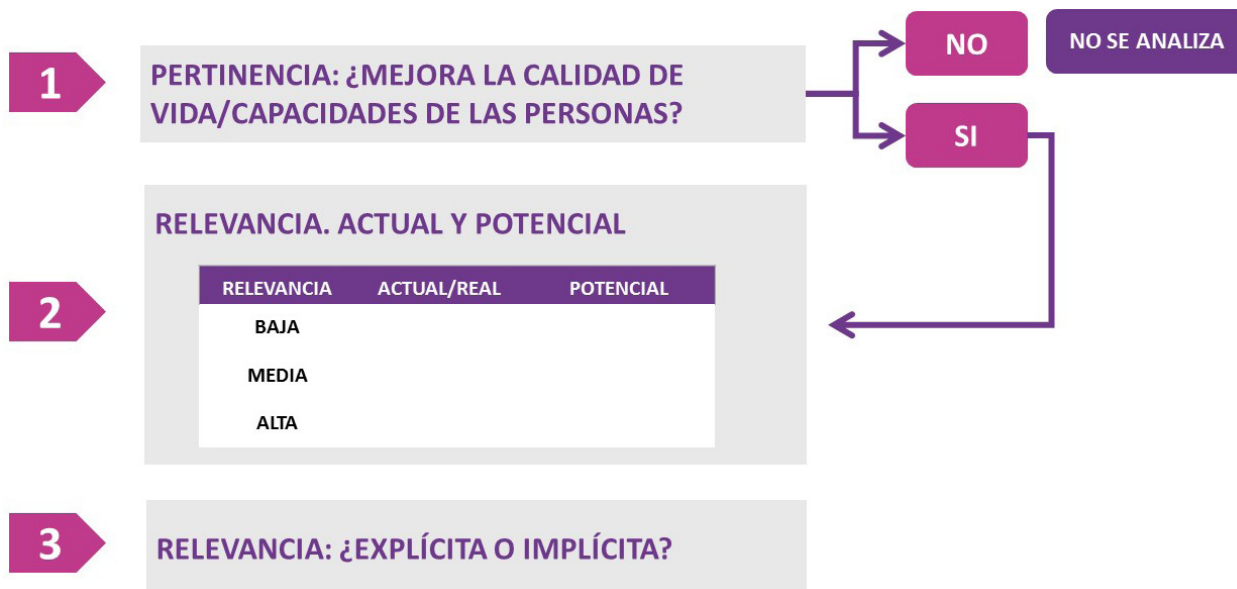 1
PERTINENCIA: ¿MEJORA LA CALIDAD DE
VIDA/CAPACIDADES DE LAS PERSONAS?
NO
NO SE ANALIZA
SI
2
RELEVANCIA. ACTUAL Y POTENCIAL
RELEVANCIA ACTUAL/REAL POTENCIAL
BAJA
MEDIA
ALTA
3
RELEVANCIA: ¿EXPLÍCITA O IMPLÍCITA?